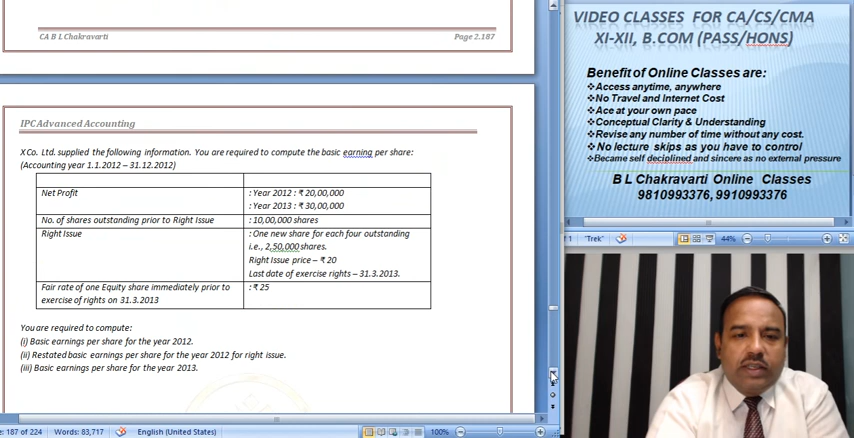 CA B L Chakravarti
Page 2.187
IPCAdvanced Accounting
X Co. Ltd. supplied the following information. You are required to compute the basic earning per share:
(Accounting year 1.1.2012 – 31.12.2012)
Net Profit
: Year 2012 : ₹ 20,00,000
: Year 2013 : ₹ 30,00,000
No. of shares outstanding prior to Right Issue
: 10,00,000 shares
Right Issue
: One new share for each four outstanding
i.e., 2,50,000 shares.
Right Issue price – ₹ 20
Last date of exercise rights – 31.3.2013.
Fair rate of one Equity share immediately prior to
exercise of rights on 31.3.2013
: ₹ 25
You are required to compute:
(i) Basic earnings per share for the year 2012.
(ii) Restated basic earnings per share for the year 2012 for right issue.
(iii) Basic earnings per share for the year 2013.
e: 187 of 224
Words: 83,717
English (United States)
100%
VIDEO CLASSES FOR CA/CS/CMA
XI-XII, B.COM (PASS/HONS)
Benefit of Online Classes are:
❖Access anytime, anywhere
❖No Travel and Internet Cost
❖Ace at your own pace
❖Conceptual Clarity & Understanding
❖Revise any number of time without any cost.
❖No lecture skips as you have to control
❖Became self deciplined and sincere as no external pressure
B L Chakravarti Online Classes
9810993376, 9910993376
of 1
"Trek"
44%